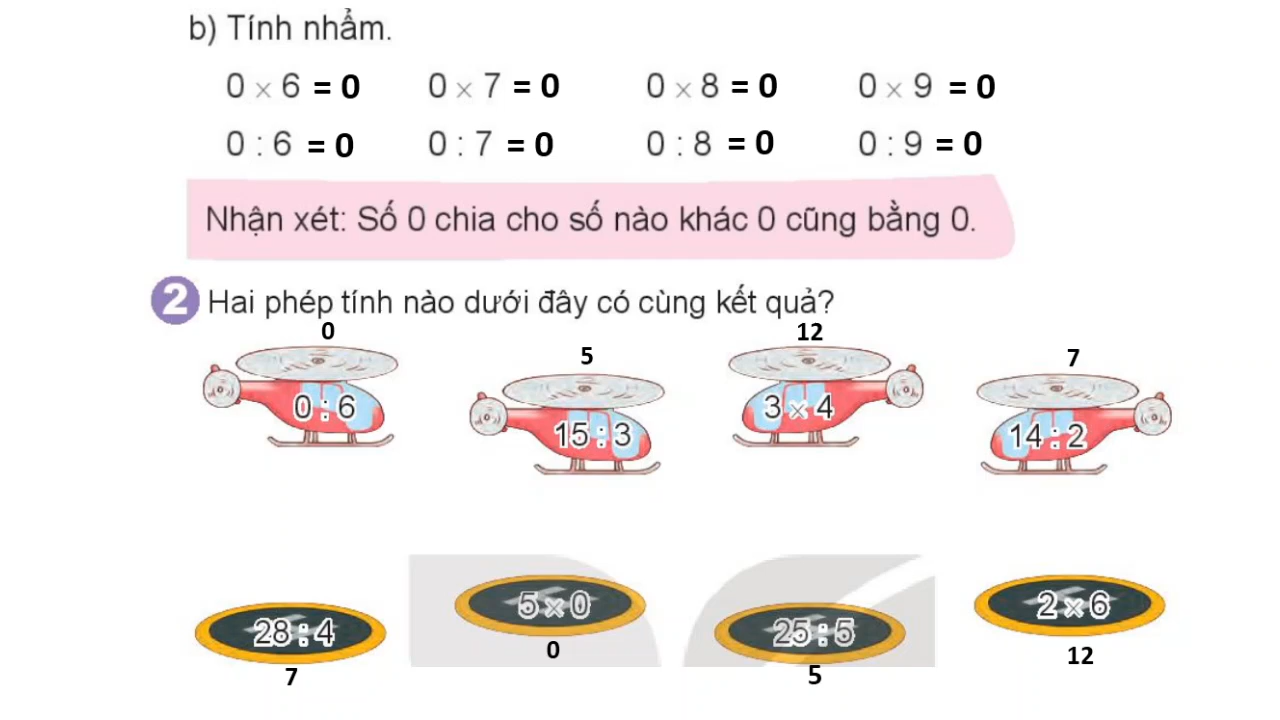 b) Tính nhẩm.
0 × 6 = 0 0 × 7 = 0 0 × 8 = 0 0 × 9 = 0
0 : 6 = 0 0 : 7 = 0 0 : 8 = 0 0 : 9 = 0
Nhận xét: Số 0 chia cho số nào khác 0 cũng bằng 0.
2 Hai phép tính nào dưới đây có cùng kết quả?
0 5 12 7
0 : 6 15 : 3 3 × 4 14 : 2
28 : 4 5 × 0 25 : 5 2 × 6
7 0 5 12